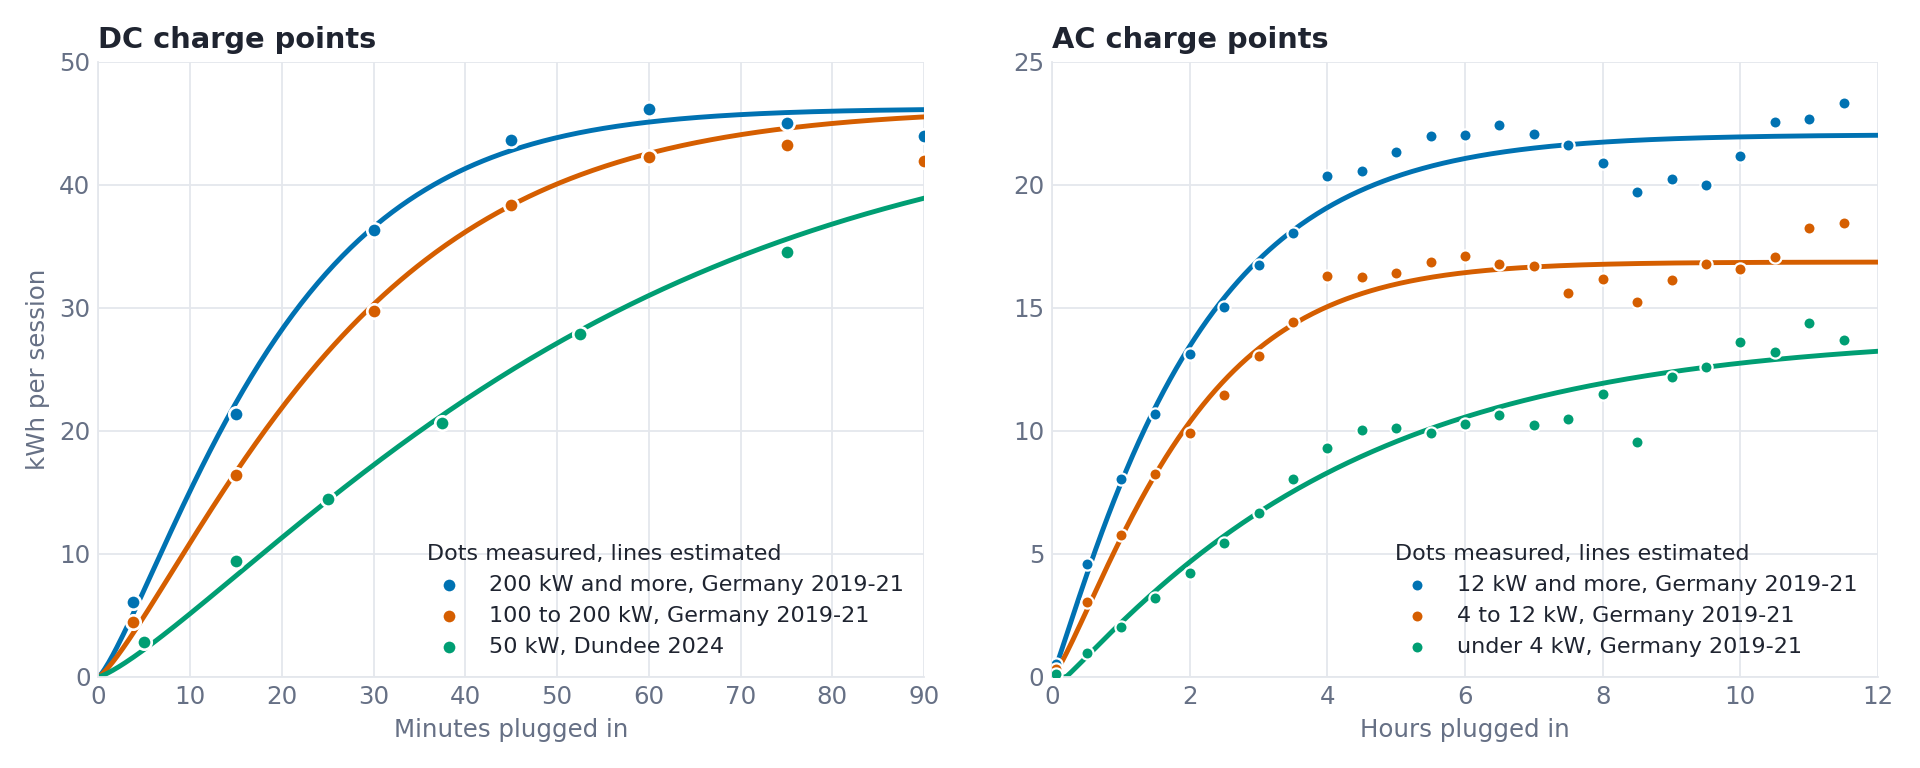 DC charge points
50
40
30
20
10
0
kWh per session
0 10 20 30 40 50 60 70 80 90
Minutes plugged in
Dots measured, lines estimated
200 kW and more, Germany 2019-21
100 to 200 kW, Germany 2019-21
50 kW, Dundee 2024
AC charge points
25
20
15
10
5
0
0 2 4 6 8 10 12
Hours plugged in
Dots measured, lines estimated
12 kW and more, Germany 2019-21
4 to 12 kW, Germany 2019-21
under 4 kW, Germany 2019-21